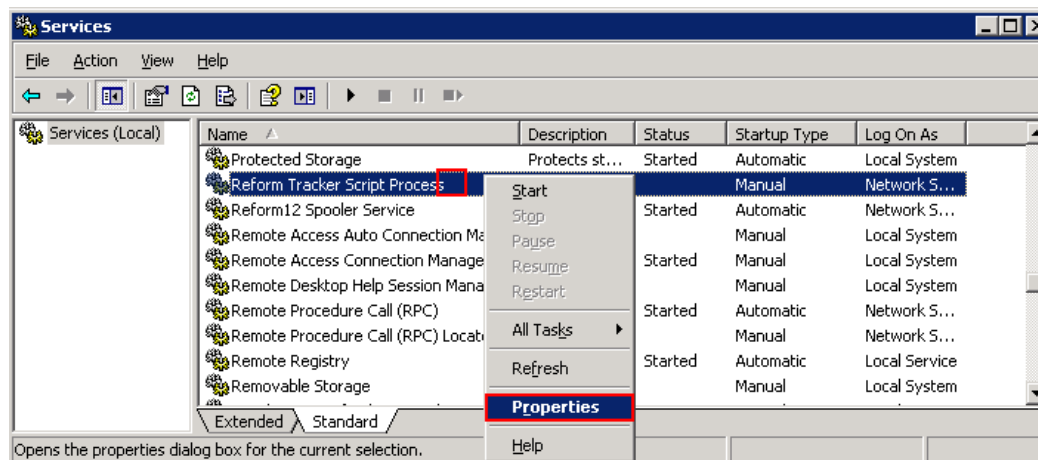 Services
File Action View Help
Services (Local)
Name Description Status Startup Type Log On As
Protected Storage Protects st... Started Automatic Local System
Reform Tracker Script Process Manual Network S...
Reform12 Spooler Service Started Automatic Network S...
Remote Access Auto Connection Ma Manual Local System
Remote Access Connection Manage Started Manual Local System
Remote Desktop Help Session Mana Manual Local System
Remote Procedure Call (RPC) Started Automatic Network S...
Remote Procedure Call (RPC) Locat Manual Network S...
Remote Registry Started Automatic Local Service
Removable Storage Manual Local System
Start
Stop
Pause
Resume
Restart
All Tasks
Refresh
Properties
Help
Extended Standard
Opens the properties dialog box for the current selection.